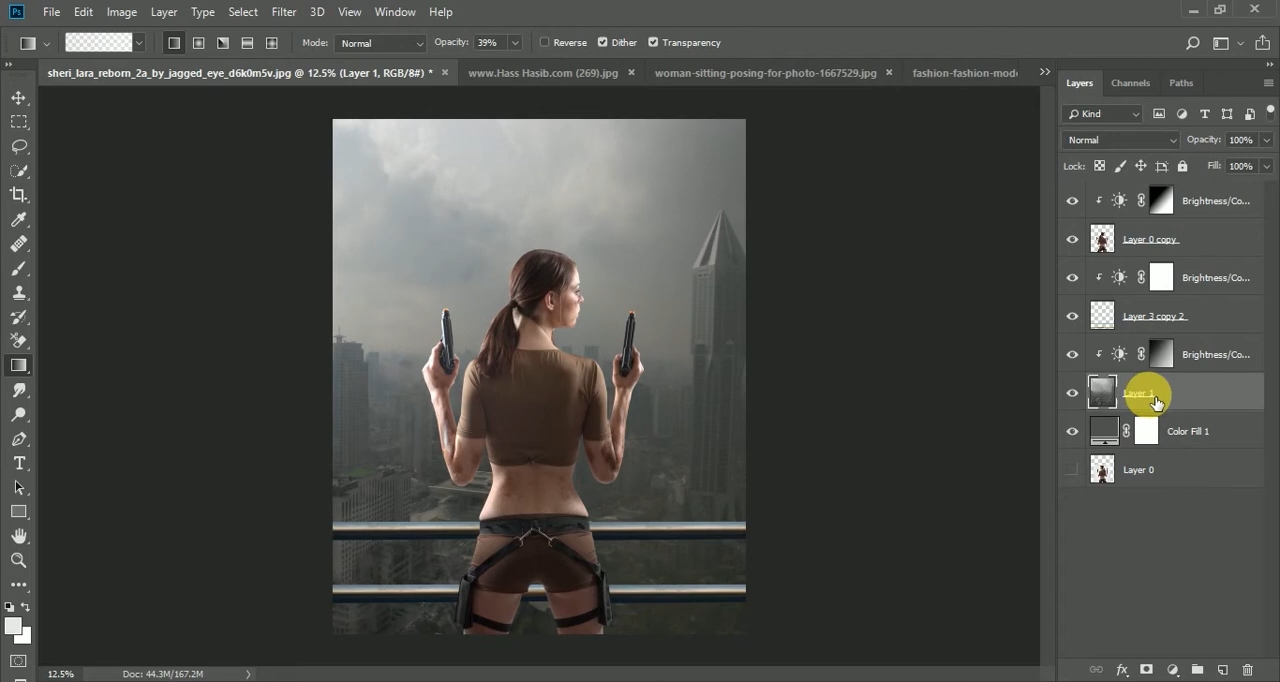 Ps File Edit Image Layer Type Select Filter 3D View Window Help
Mode: Normal Opacity: 39% Reverse Dither Transparency
sheri_lara_reborn_2a_by_jagged_eye_d6k0m5v.jpg @ 12.5% (Layer 1, RGB/8#) * www.Hass Hasib.com (269).jpg woman-sitting-posing-for-photo-1667529.jpg fashion-fashion-mode
Layers Channels Paths
Kind
Normal Opacity: 100%
Lock: Fill: 100%
Brightness/Co...
Layer 0 copy
Brightness/Co...
Layer 3 copy 2
Brightness/Co...
Layer 1
Color Fill 1
Layer 0
12.5% Doc: 44.3M/167.2M